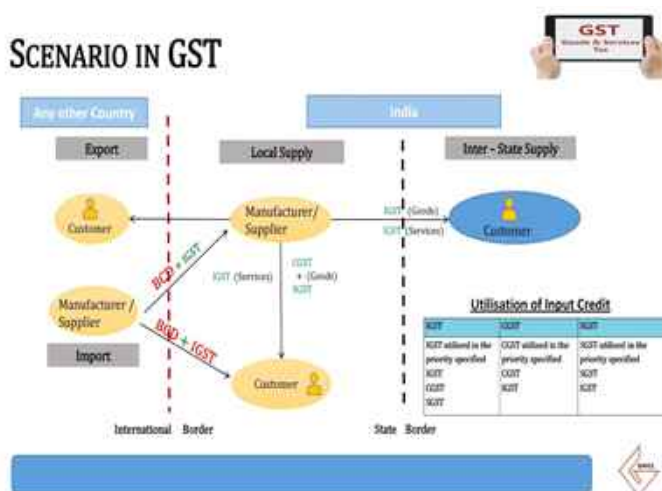 SCENARIO IN GST
GST
Goods & Services
Tax
Any other Country
India
Export
Local Supply
Inter – State Supply
Customer
Manufacturer/
Supplier
IGST (Goods)
IGST (Services)
Customer
BCD + IGST
IGST (Services)
CGST
+ (Goods)
SGST
Manufacturer /
Supplier
BCD + IGST
Import
Customer
Utilisation of Input Credit
IGST CGST SGST
IGST utilised in the CGST utilised in the SGST utilised in the
priority specified priority specified priority specified
IGST CGST SGST
CGST IGST IGST
SGST
International Border
State Border